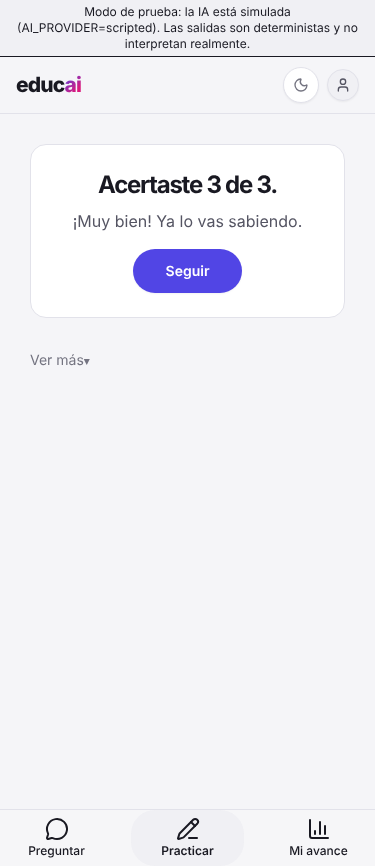 Modo de prueba: la IA está simulada
(AI_PROVIDER=scripted). Las salidas son deterministas y no
interpretan realmente.
educai
Acertaste 3 de 3.
¡Muy bien! Ya lo vas sabiendo.
Seguir
Ver más▾
Preguntar
Practicar
Mi avance